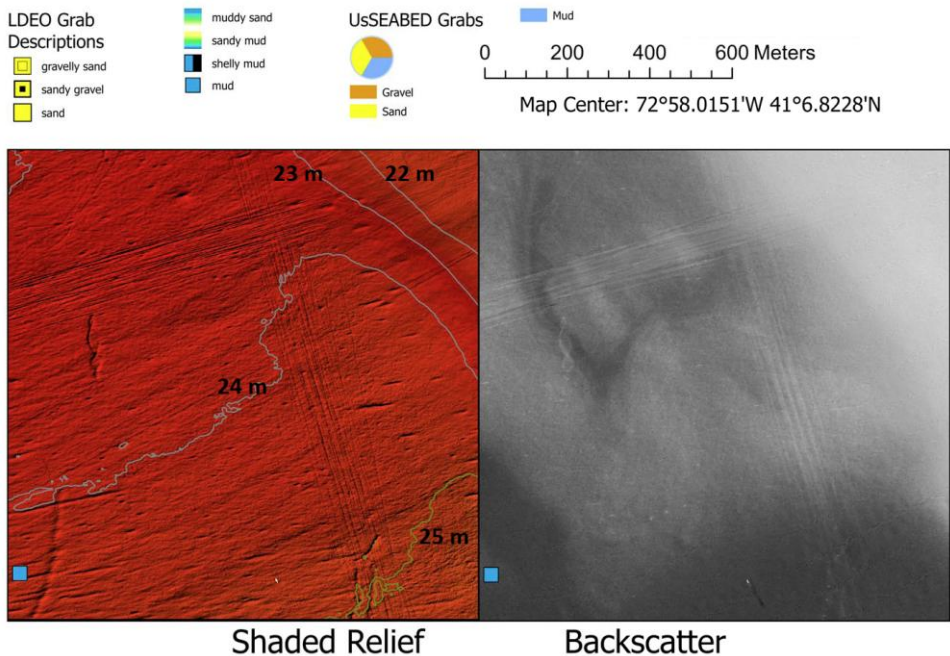 LDEO Grab
Descriptions
gravelly sand
sandy gravel
sand
muddy sand
sandy mud
shelly mud
mud
UsSEABED Grabs
Gravel
Sand
Mud
0 200 400 600 Meters
Map Center: 72°58.0151'W 41°6.8228'N
23 m
22 m
24 m
25 m
Shaded Relief
Backscatter